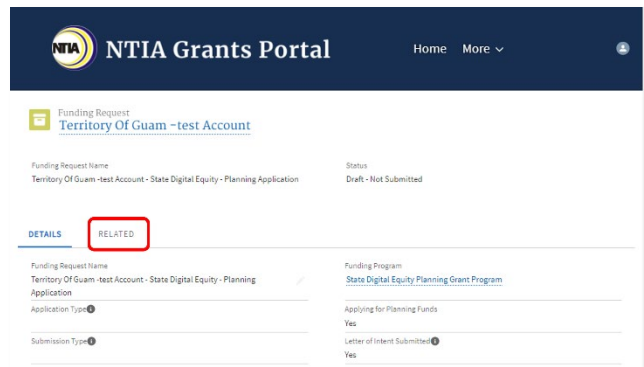 NTIA NTIA Grants Portal Home More
Funding Request
Territory Of Guam -test Account
Funding Request Name Status
Territory Of Guam -test Account - State Digital Equity - Planning Application Draft - Not Submitted
DETAILS RELATED
Funding Request Name Funding Program
Territory Of Guam -test Account - State Digital Equity - Planning State Digital Equity Planning Grant Program
Application
Application Type Applying for Planning Funds
Yes
Submission Type Letter of Intent Submitted
Yes